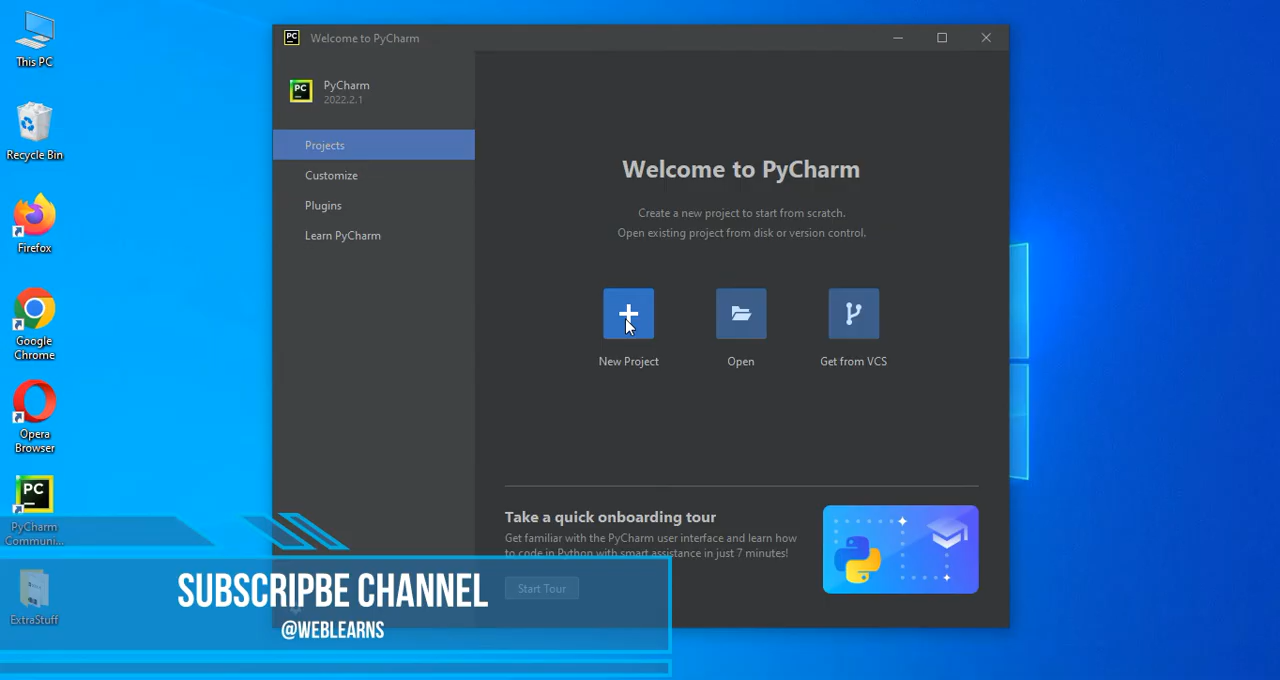 This PC
Recycle Bin
Firefox
Google
Chrome
Opera
Browser
PyCharm
Communi...
ExtraStuff
PC
Welcome to PyCharm
PC
PyCharm
2022.2.1
Projects
Customize
Plugins
Learn PyCharm
Welcome to PyCharm
Create a new project to start from scratch.
Open existing project from disk or version control.
New Project
Open
Get from VCS
Take a quick onboarding tour
Get familiar with the PyCharm user interface and learn how
to code in Python with smart assistance in just 7 minutes!
Start Tour
PC
SUBSCRIPBE CHANNEL
@WEBLEARNS